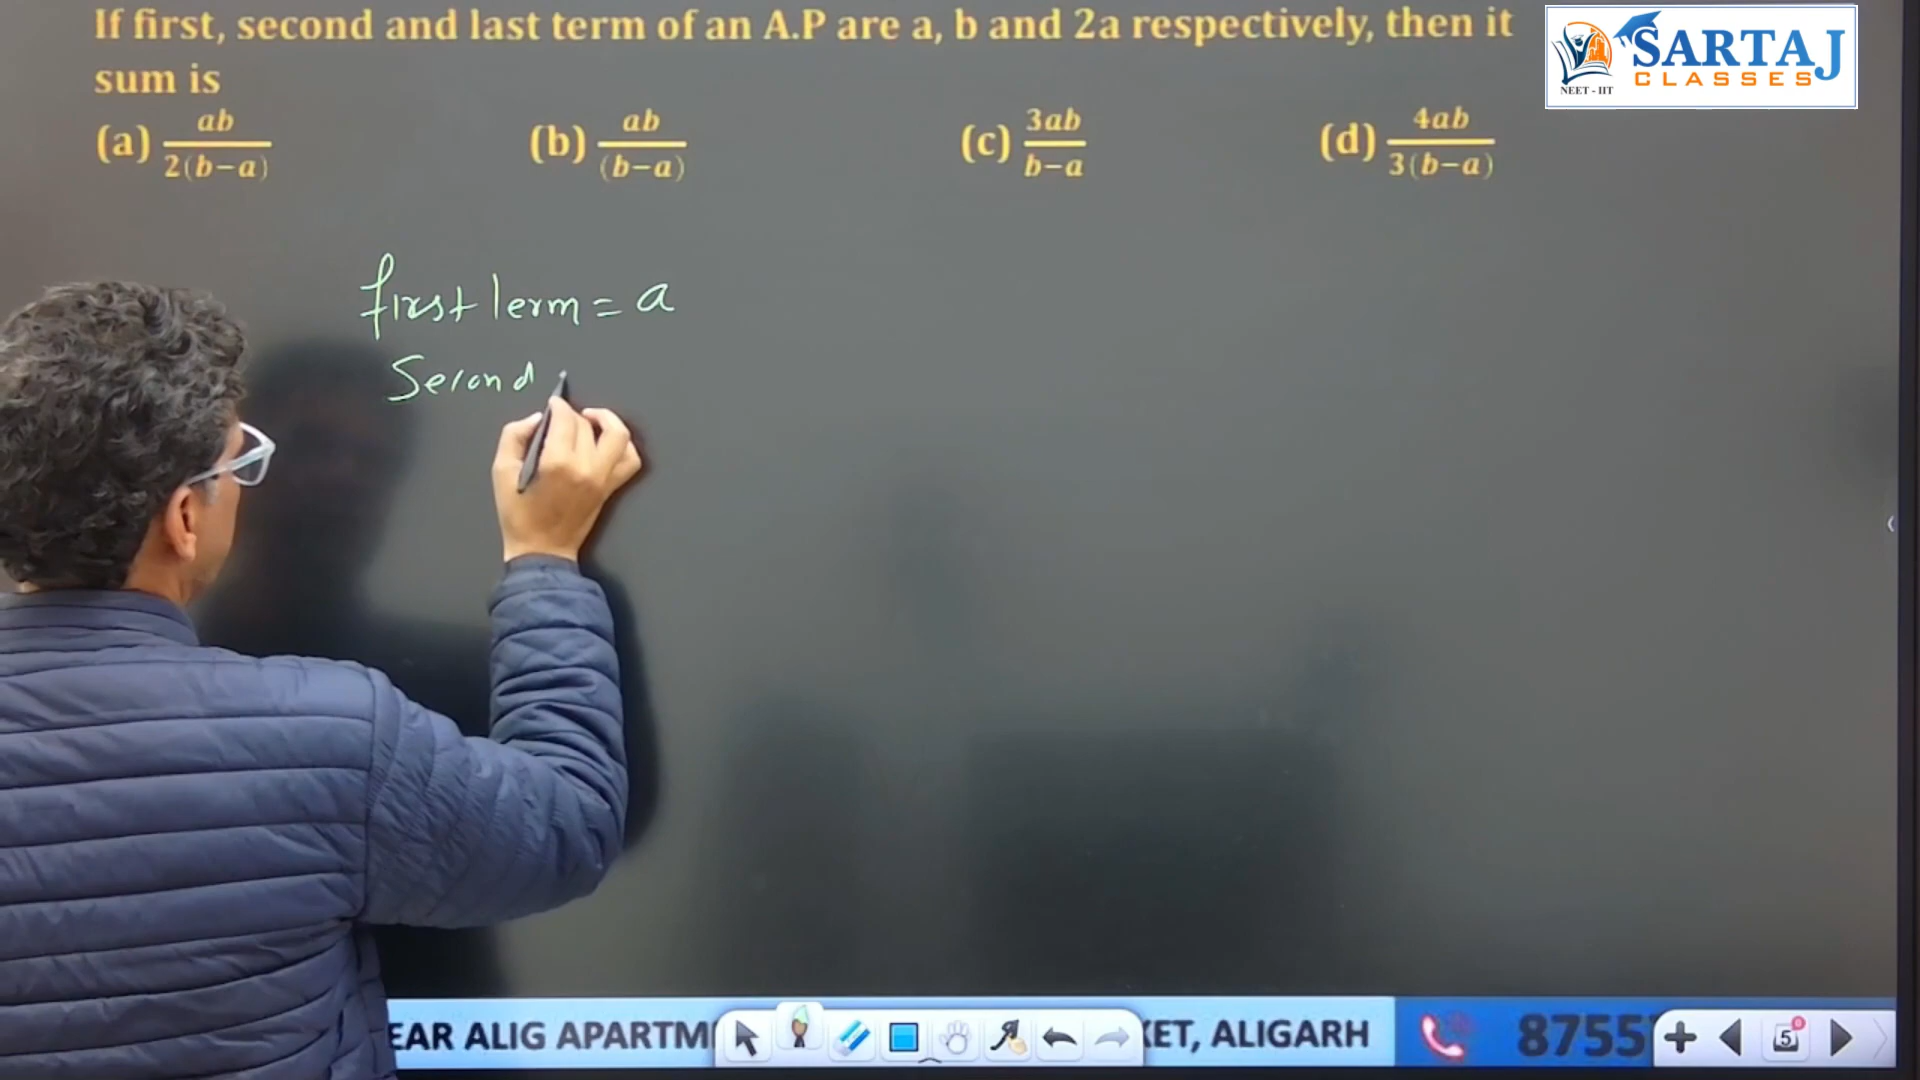 If first, second and last term of an A.P are a, b and 2a respectively, then it
sum is
(a) ab/2(b−a) (b) ab/(b−a) (c) 3ab/b−a (d) 4ab/3(b−a)
SARTAJ
CLASSES
NEET - IIT
first term = a
Second
EAR ALIG APARTM
KET, ALIGARH
8755
5